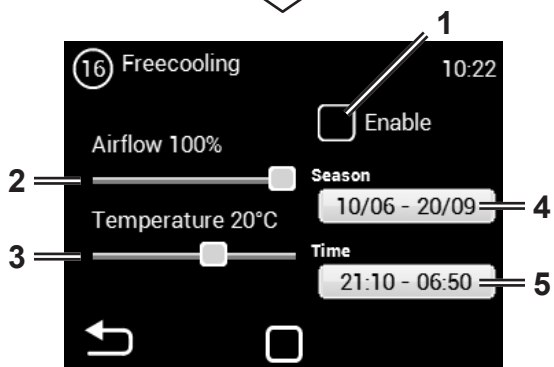 1
16 Freecooling 10:22
Enable
Airflow 100%
2
Season
10/06 - 20/09 4
Temperature 20°C
3
Time
21:10 - 06:50 5